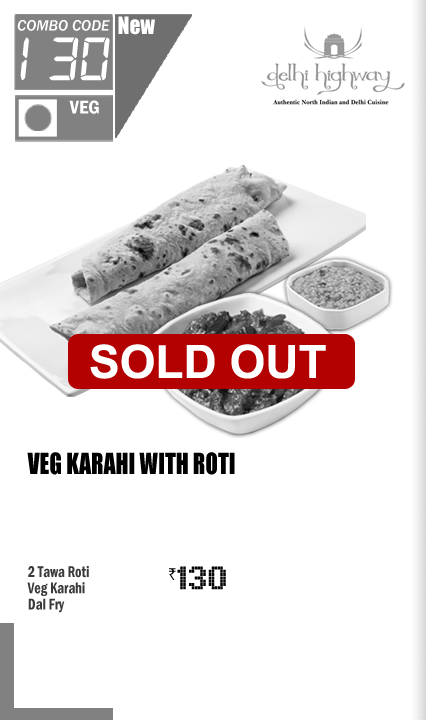 COMBO CODE
130
New
VEG
delhi highway
Authentic North Indian and Delhi Cuisine
SOLD OUT
VEG KARAHI WITH ROTI
2 Tawa Roti
Veg Karahi
Dal Fry
₹130